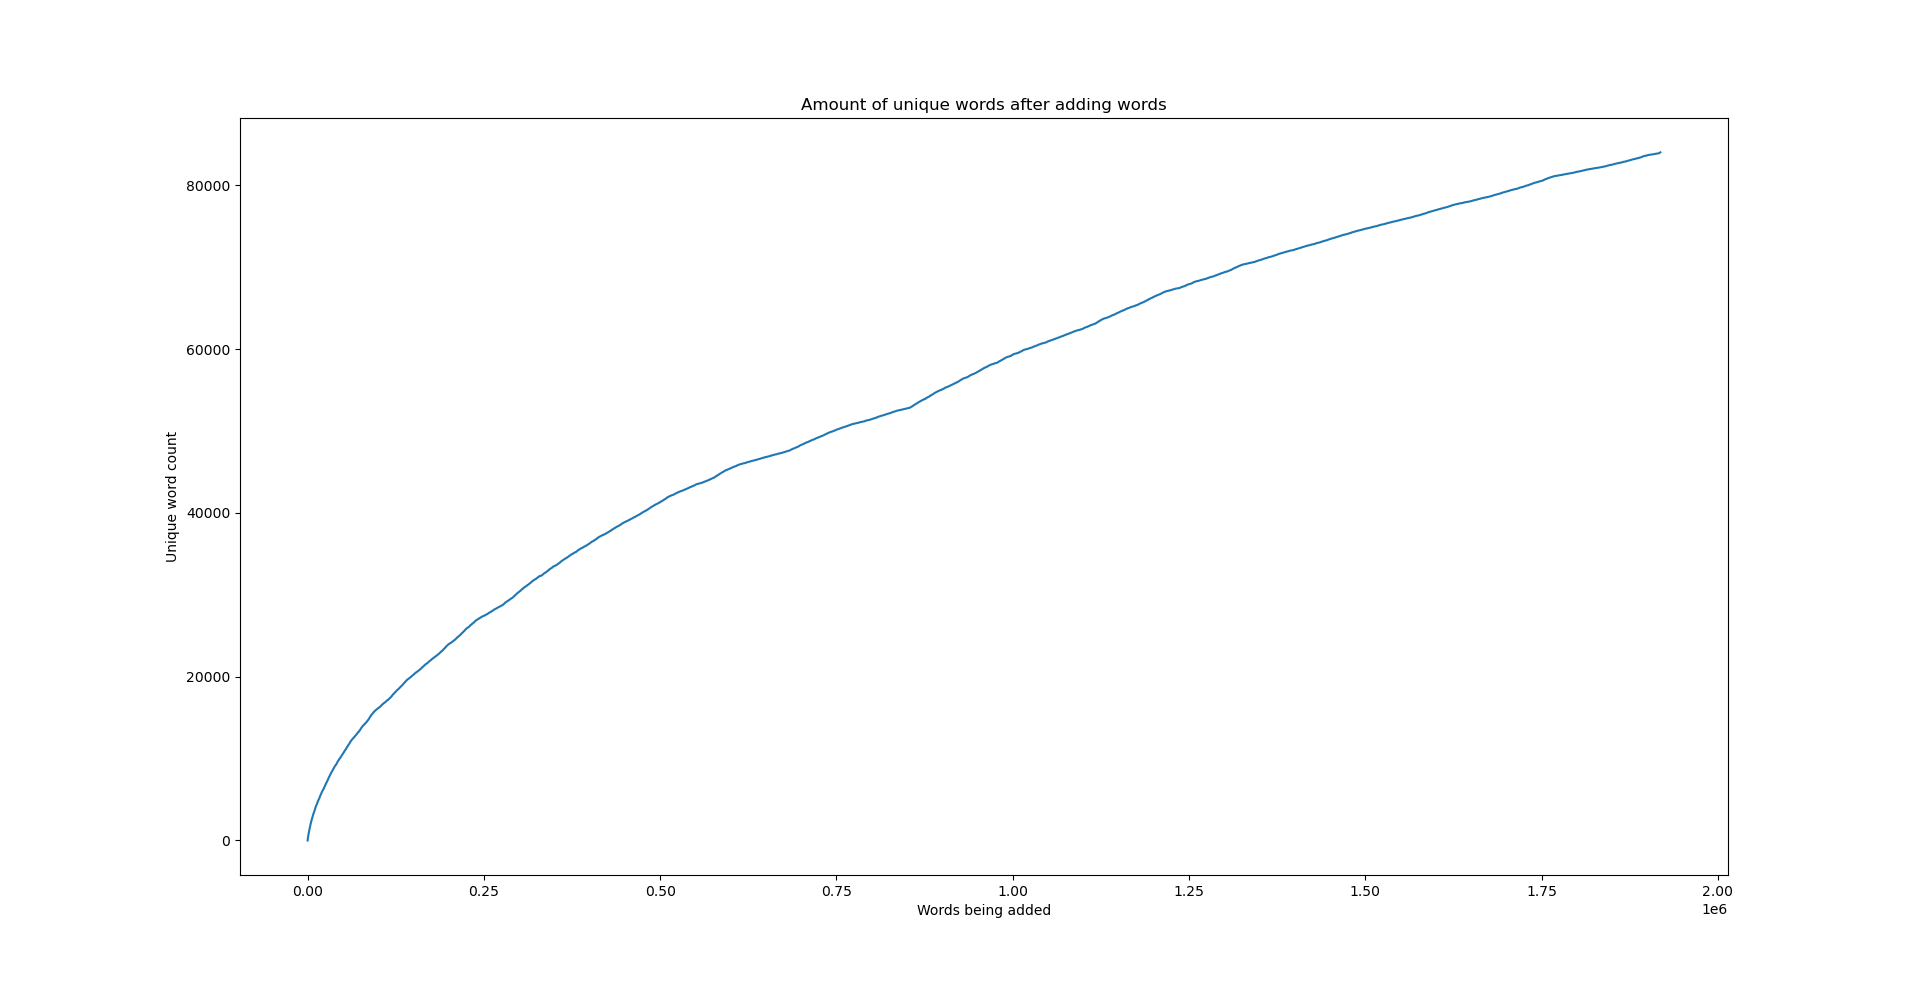 Amount of unique words after adding words
80000
60000
40000
20000
0
Unique word count
0.00 0.25 0.50 0.75 1.00 1.25 1.50 1.75 2.00
1e6
Words being added